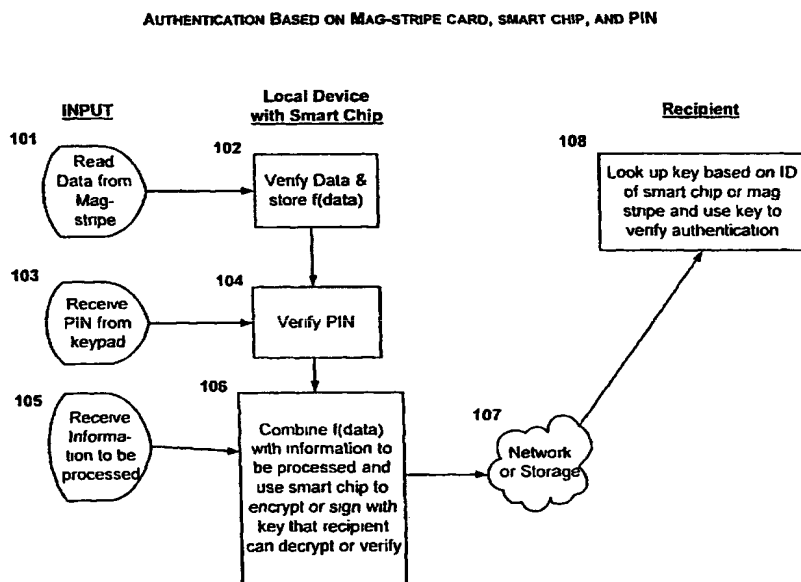 AUTHENTICATION BASED ON MAG-STRIPE CARD, SMART CHIP, AND PIN
INPUT
Local Device
with Smart Chip
Recipient
101
Read
Data from
Mag-
stripe
102
Verify Data &
store f(data)
108
Look up key based on ID
of smart chip or mag
stripe and use key to
verify authentication
103
Receive
PIN from
keypad
104
Verify PIN
105
Receive
Informa-
tion to be
processed
106
Combine f(data)
with information to
be processed and
use smart chip to
encrypt or sign with
key that recipient
can decrypt or verify
107
Network
or Storage